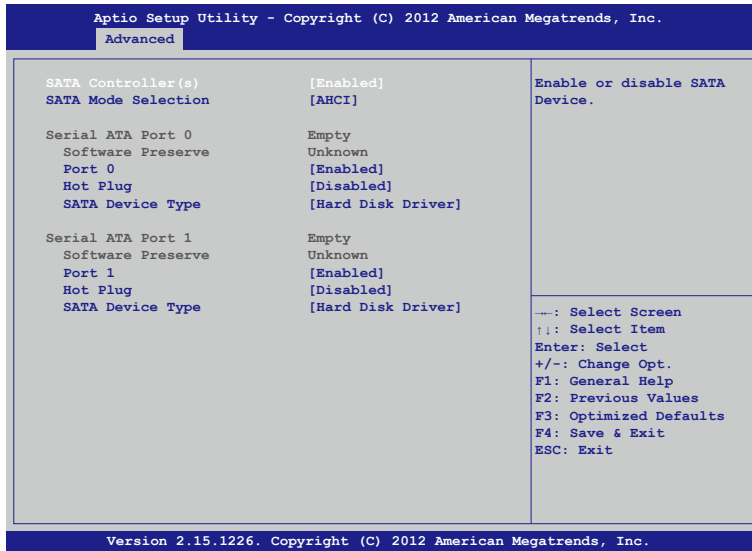 Aptio Setup Utility - Copyright (C) 2012 American Megatrends, Inc.
Advanced
SATA Controller(s) [Enabled]
SATA Mode Selection [AHCI]
Serial ATA Port 0 Empty
Software Preserve Unknown
Port 0 [Enabled]
Hot Plug [Disabled]
SATA Device Type [Hard Disk Driver]
Serial ATA Port 1 Empty
Software Preserve Unknown
Port 1 [Enabled]
Hot Plug [Disabled]
SATA Device Type [Hard Disk Driver]
Enable or disable SATA
Device.
→←: Select Screen
↑↓: Select Item
Enter: Select
+/-: Change Opt.
F1: General Help
F2: Previous Values
F3: Optimized Defaults
F4: Save & Exit
ESC: Exit
Version 2.15.1226. Copyright (C) 2012 American Megatrends, Inc.